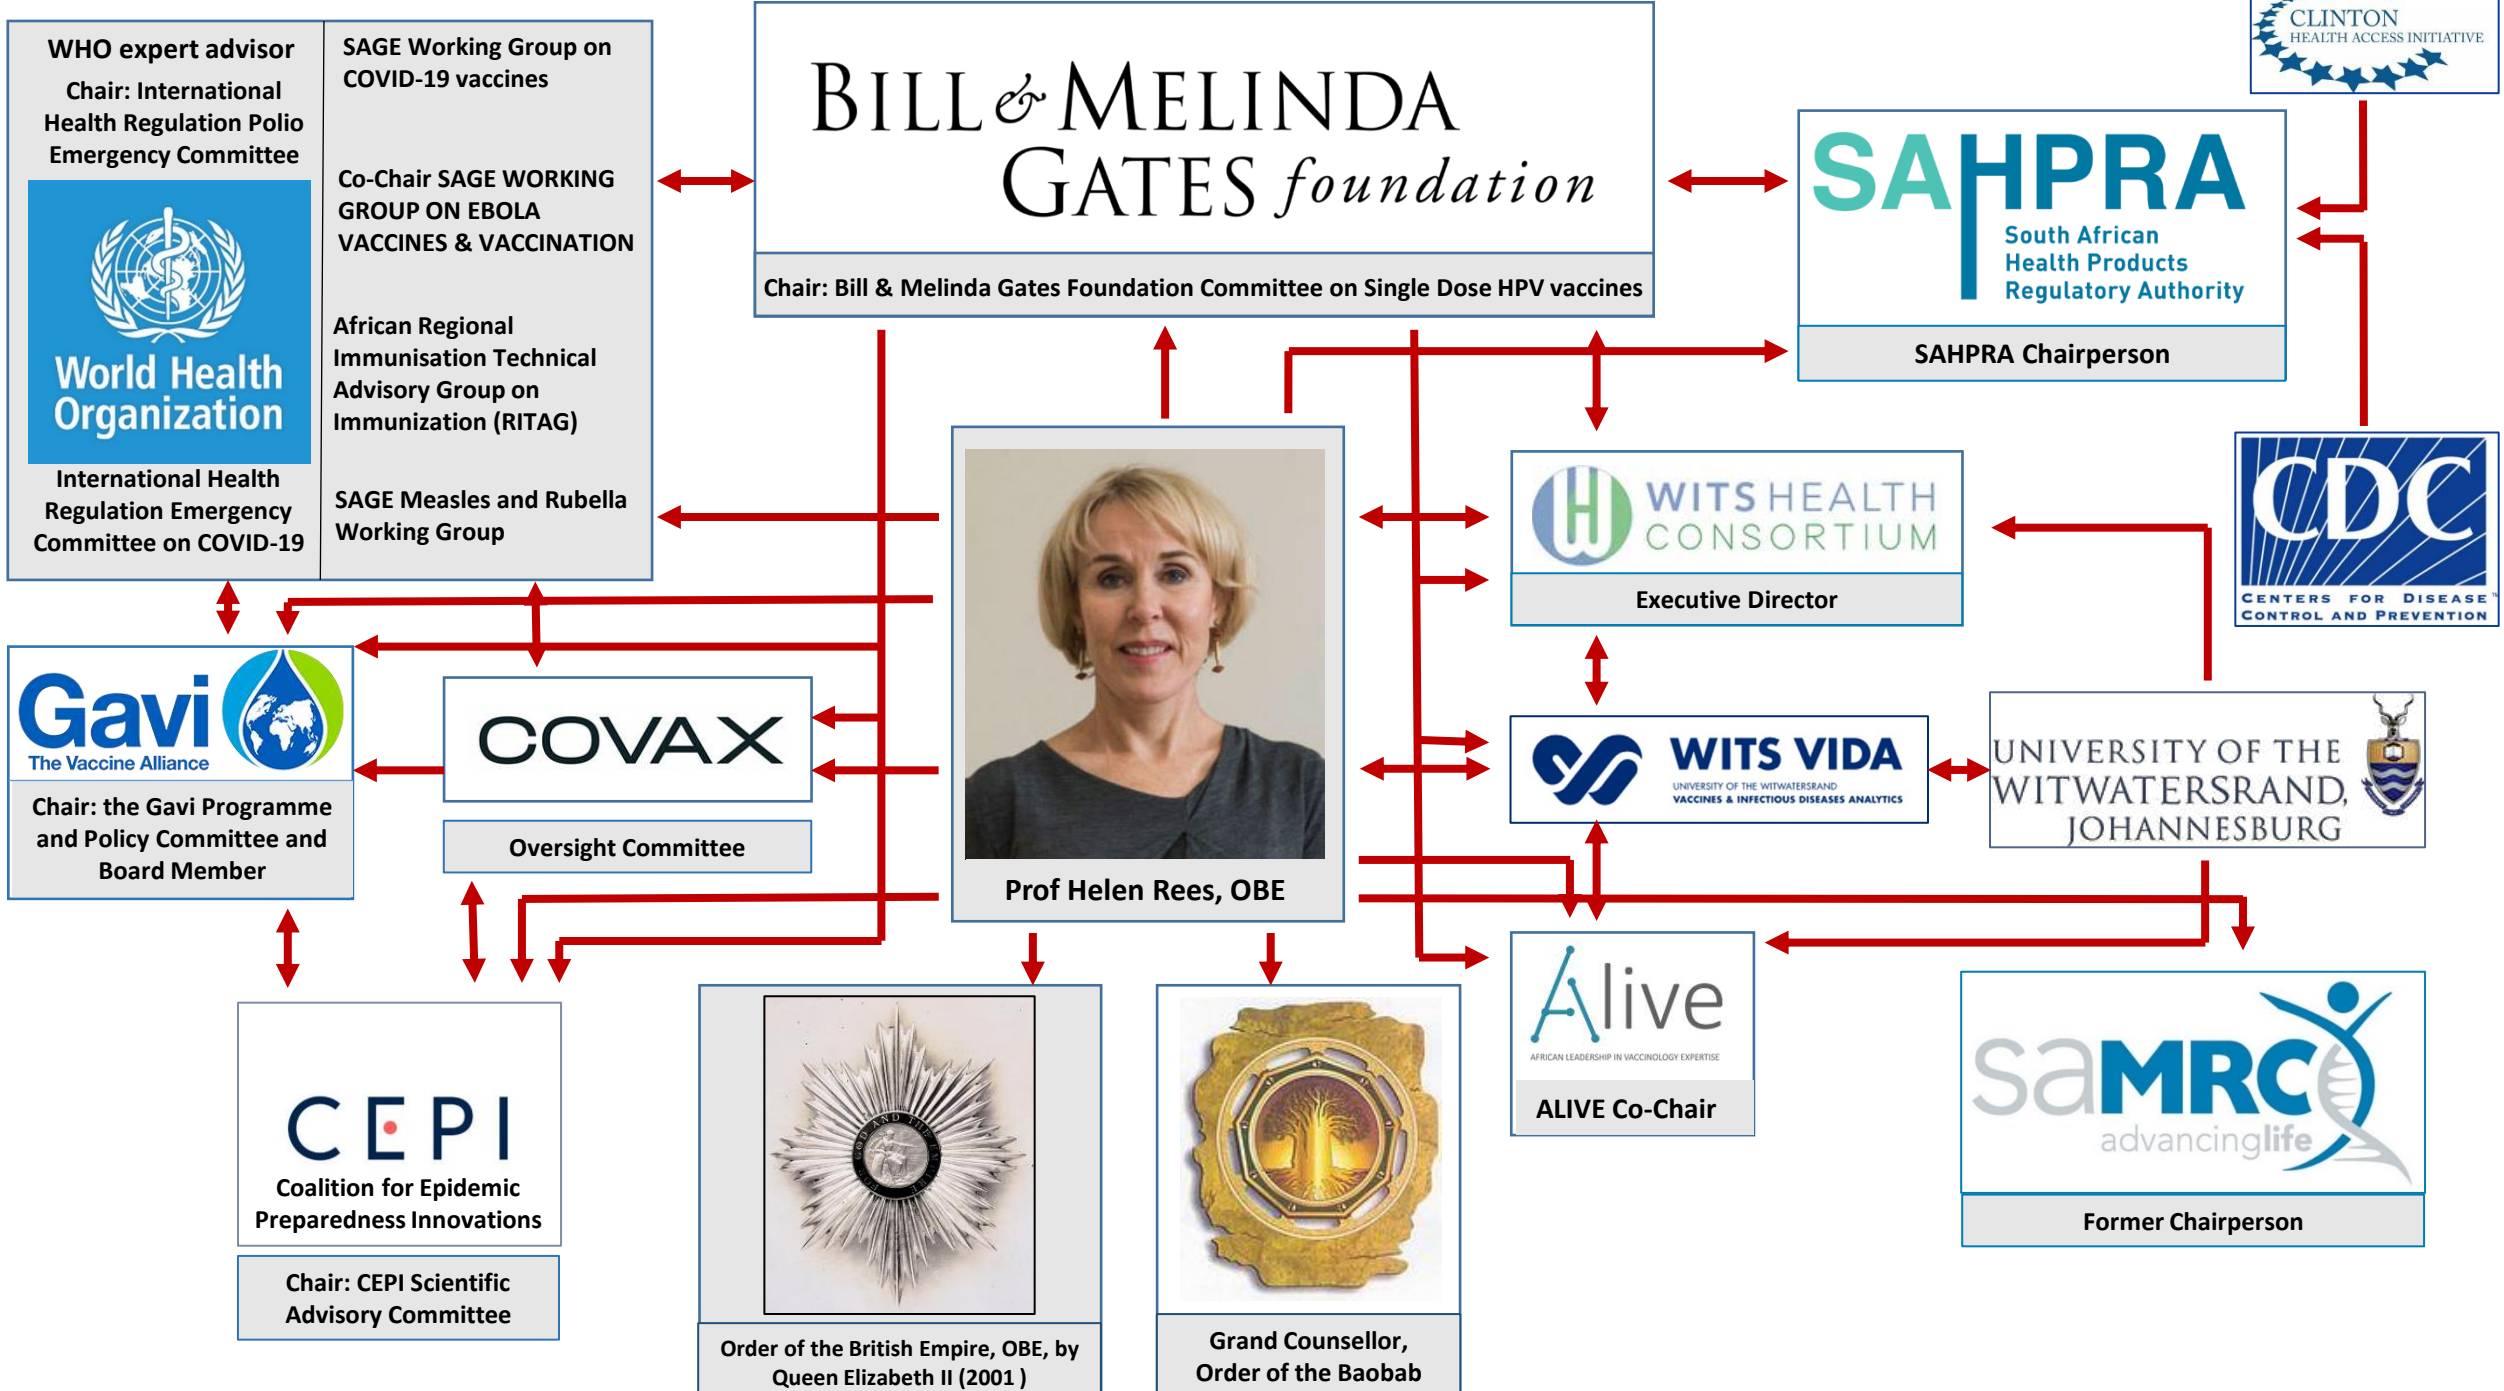 WHO expert advisor
Chair: International
Health Regulation Polio
Emergency Committee
World Health
Organization
International Health
Regulation Emergency
Committee on COVID-19
SAGE Working Group on
COVID-19 vaccines
Co-Chair SAGE WORKING
GROUP ON EBOLA
VACCINES & VACCINATION
African Regional
Immunisation Technical
Advisory Group on
Immunization (RITAG)
SAGE Measles and Rubella
Working Group
BILL & MELINDA
GATES foundation
Chair: Bill & Melinda Gates Foundation Committee on Single Dose HPV vaccines
CLINTON
HEALTH ACCESS INITIATIVE
SAHPRA
South African
Health Products
Regulatory Authority
SAHPRA Chairperson
WITS HEALTH
CONSORTIUM
Executive Director
CDC
CENTERS FOR DISEASE™
CONTROL AND PREVENTION
Gavi
The Vaccine Alliance
Chair: the Gavi Programme
and Policy Committee and
Board Member
COVAX
Oversight Committee
Prof Helen Rees, OBE
WITS VIDA
UNIVERSITY OF THE WITWATERSRAND
VACCINES & INFECTIOUS DISEASES ANALYTICS
UNIVERSITY OF THE
WITWATERSRAND,
JOHANNESBURG
CEPI
Coalition for Epidemic
Preparedness Innovations
Chair: CEPI Scientific
Advisory Committee
FOR GOD AND THE EMPIRE
Order of the British Empire, OBE, by
Queen Elizabeth II (2001 )
Grand Counsellor,
Order of the Baobab
Alive
AFRICAN LEADERSHIP IN VACCINOLOGY EXPERTISE
ALIVE Co-Chair
saMRC
advancinglife
Former Chairperson